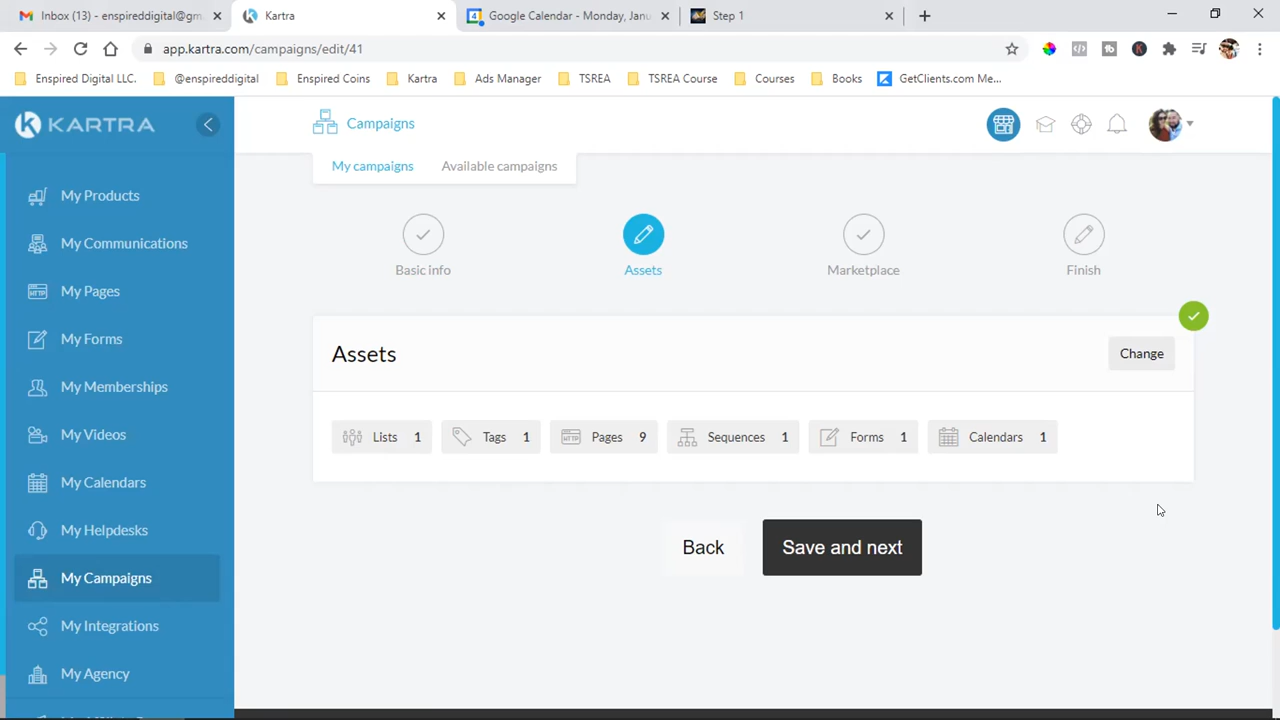 Inbox (13) - enspireddigital@gm
Kartra
Google Calendar - Monday, Janu
Step 1
app.kartra.com/campaigns/edit/41
Enspired Digital LLC.
@enspireddigital
Enspired Coins
Kartra
Ads Manager
TSREA
TSREA Course
Courses
Books
GetClients.com Me...
KARTRA
Campaigns
My campaigns
Available campaigns
My Products
My Communications
My Pages
My Forms
My Memberships
My Videos
My Calendars
My Helpdesks
My Campaigns
My Integrations
My Agency
Basic info
Assets
Marketplace
Finish
Assets
Change
Lists 1
Tags 1
Pages 9
Sequences 1
Forms 1
Calendars 1
Back
Save and next